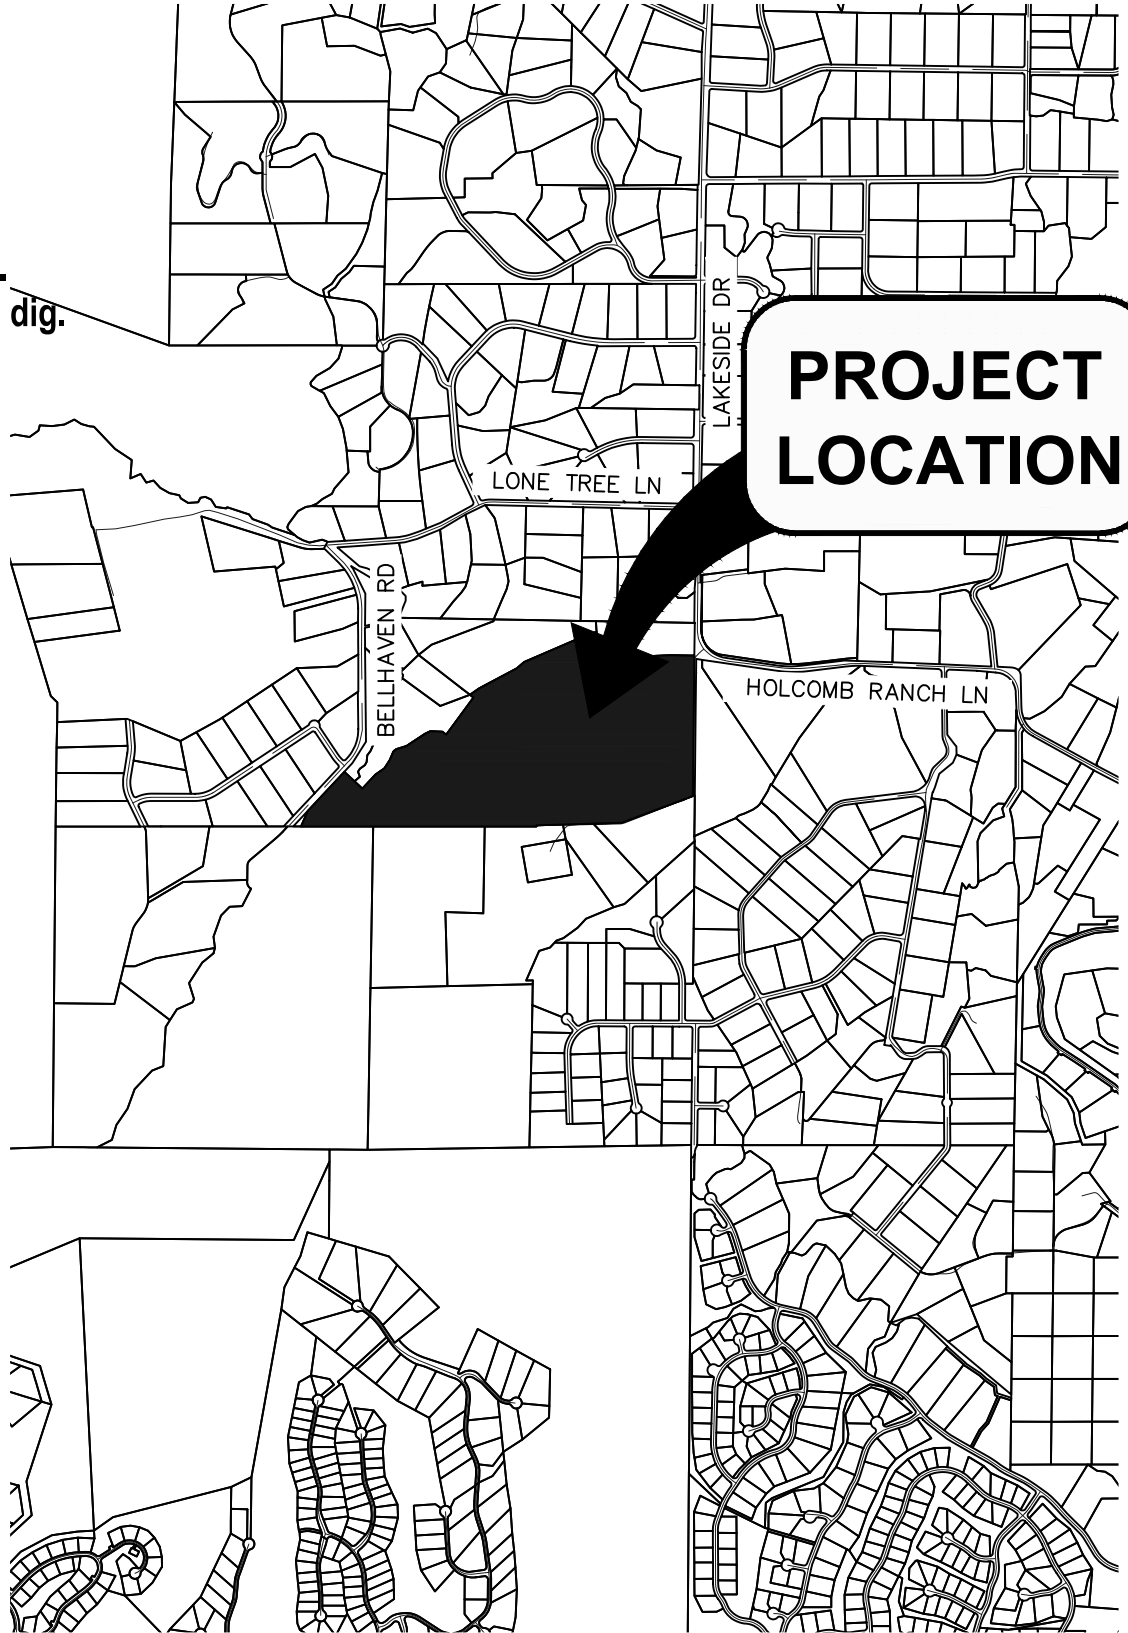 dig.
LAKESIDE DR
PROJECT
LOCATION
LONE TREE LN
BELLHAVEN RD
HOLCOMB RANCH LN